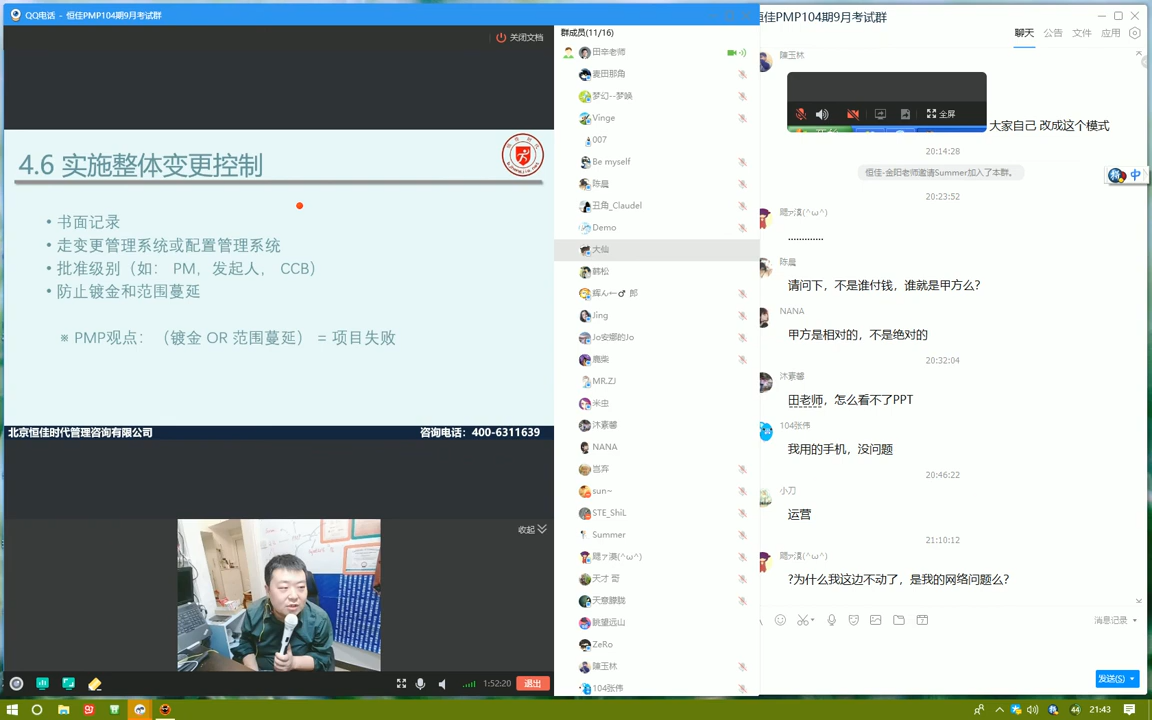 QQ电话 - 恒佳PMP104期9月考试群
关闭文档
4.6 实施整体变更控制
• 书面记录
• 走变更管理系统或配置管理系统
• 批准级别（如： PM， 发起人， CCB）
• 防止镀金和范围蔓延
※ PMP观点： （镀金 OR 范围蔓延） = 项目失败
北京恒佳时代管理咨询有限公司
咨询电话：400-6311639
收起
1:52:20
退出
群成员(11/16)
田辛老师
麦田那角
梦幻--梦唤
Vinge
007
Be myself
陈晨
丑角_Claudel
Demo
大仙
韩松
Jing
Jo安娜的Jo
鹿柴
MR.ZJ
米虫
沐素馨
NANA
sun~
STE_ShiL
Summer
天才 哲
天意朦胧
眺望远山
ZeRo
陳玉林
104张伟
恒佳PMP104期9月考试群
聊天
公告
文件
应用
陳玉林
全屏
大家自己 改成这个模式
20:14:28
恒佳-金阳老师邀请Summer加入了本群。
20:23:52
.............
陈晨
请问下，不是谁付钱，谁就是甲方么?
NANA
甲方是相对的，不是绝对的
20:32:04
沐素馨
田老师，怎么看不了PPT
104张伟
我用的手机，没问题
20:46:22
小刀
运营
21:10:12
?为什么我这边不动了，是我的网络问题么?
消息记录
发送(S)
中
44
21:43